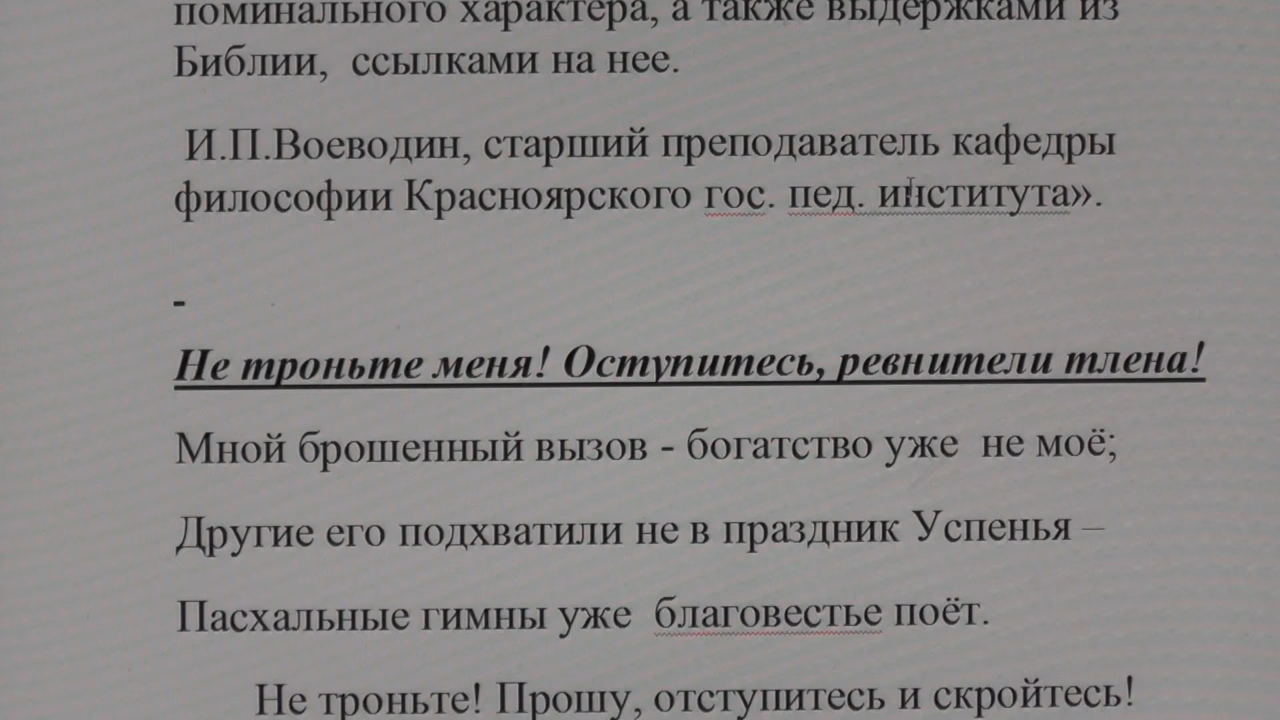 поминального характера, а также выдержками из
Библии, ссылками на нее.
И.П.Воеводин, старший преподаватель кафедры
философии Красноярского гос. пед. института».
-
Не троньте меня! Оступитесь, ревнители тлена!
Мной брошенный вызов - богатство уже не моё;
Другие его подхватили не в праздник Успенья –
Пасхальные гимны уже благовестье поёт.
Не троньте! Прошу, отступитесь и скройтесь!